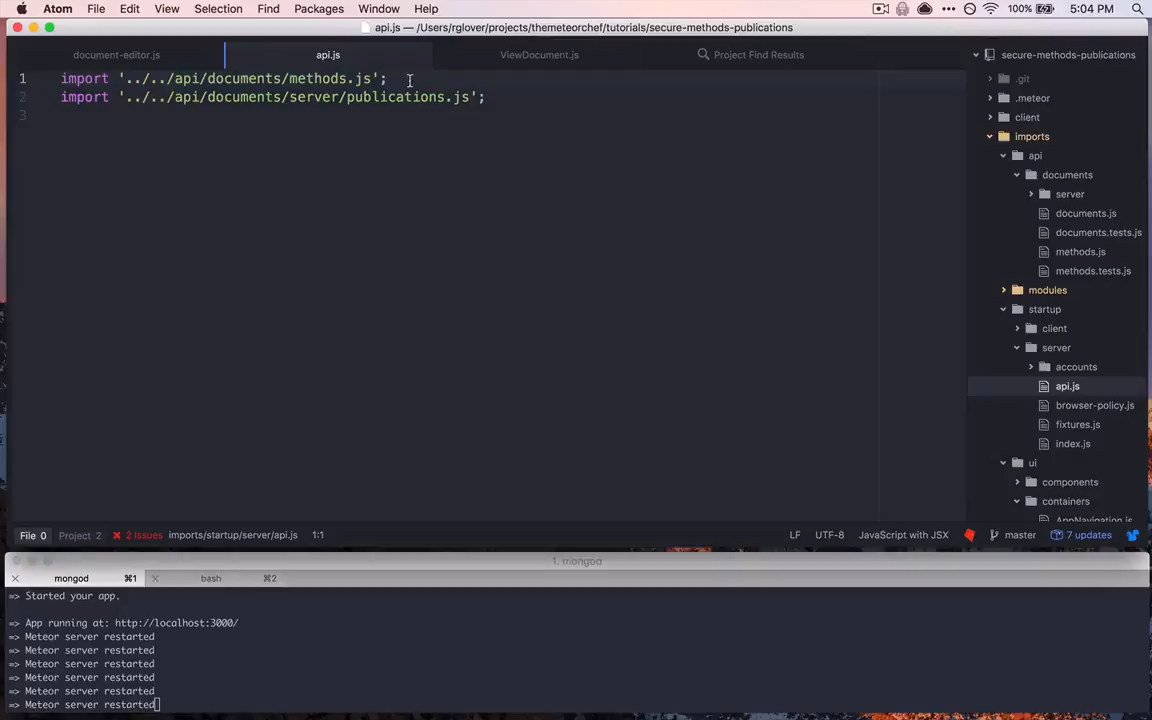 Atom File Edit View Selection Find Packages Window Help 100% 5:04 PM
api.js — /Users/rglover/projects/themeteorchef/tutorials/secure-methods-publications
document-editor.js api.js ViewDocument.js Project Find Results
1 import '../../api/documents/methods.js';
2 import '../../api/documents/server/publications.js';
3
secure-methods-publications
.git
.meteor
client
imports
api
documents
server
documents.js
documents.tests.js
methods.js
methods.tests.js
modules
startup
client
server
accounts
api.js
browser-policy.js
fixtures.js
index.js
ui
components
containers
AppNavigation.js
File 0 Project 2 2 Issues imports/startup/server/api.js 1:1 LF UTF-8 JavaScript with JSX master 7 updates
1. mongod
mongod ⌘1 bash ⌘2
=> Started your app.
=> App running at: http://localhost:3000/
=> Meteor server restarted
=> Meteor server restarted
=> Meteor server restarted
=> Meteor server restarted
=> Meteor server restarted
=> Meteor server restarted